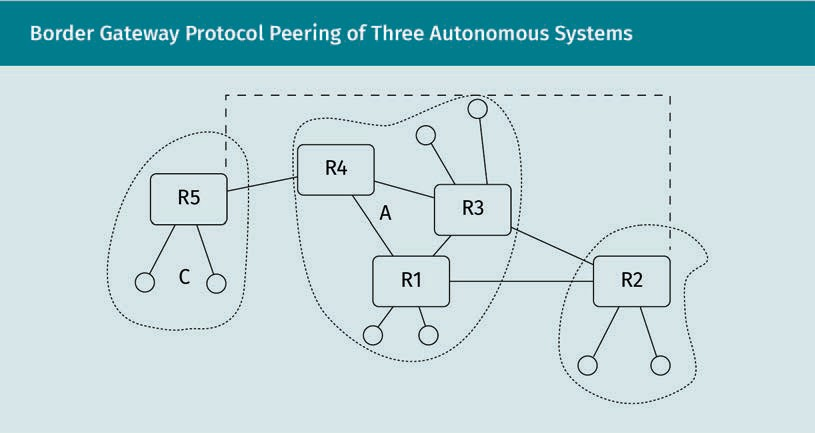 Border Gateway Protocol Peering of Three Autonomous Systems
R4
R5
R3
A
C
R1
R2